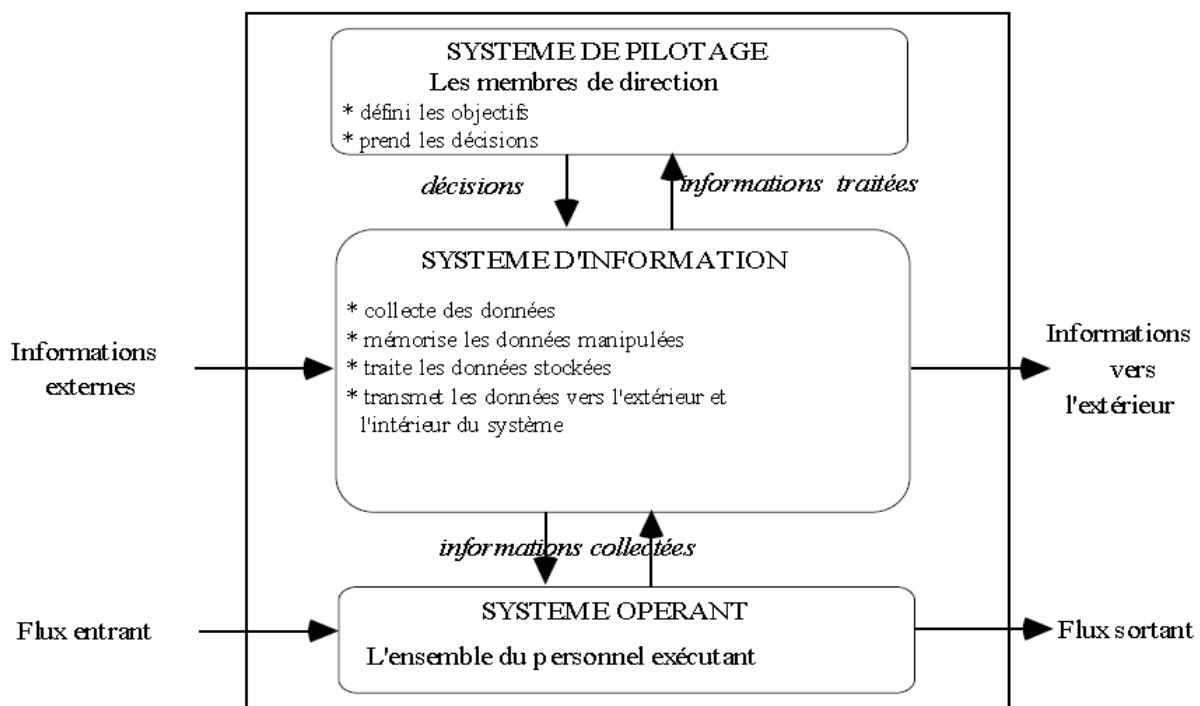 SYSTEME DE PILOTAGE
Les membres de direction
* défini les objectifs
* prend les décisions
décisions
informations traitées
SYSTEME D'INFORMATION
* collecte des données
* mémorise les données manipulées
* traite les données stockées
* transmet les données vers l'extérieur et
l'intérieur du système
Informations
externes
Informations
vers
l'extérieur
informations collectées
SYSTEME OPERANT
L'ensemble du personnel exécutant
Flux entrant
Flux sortant